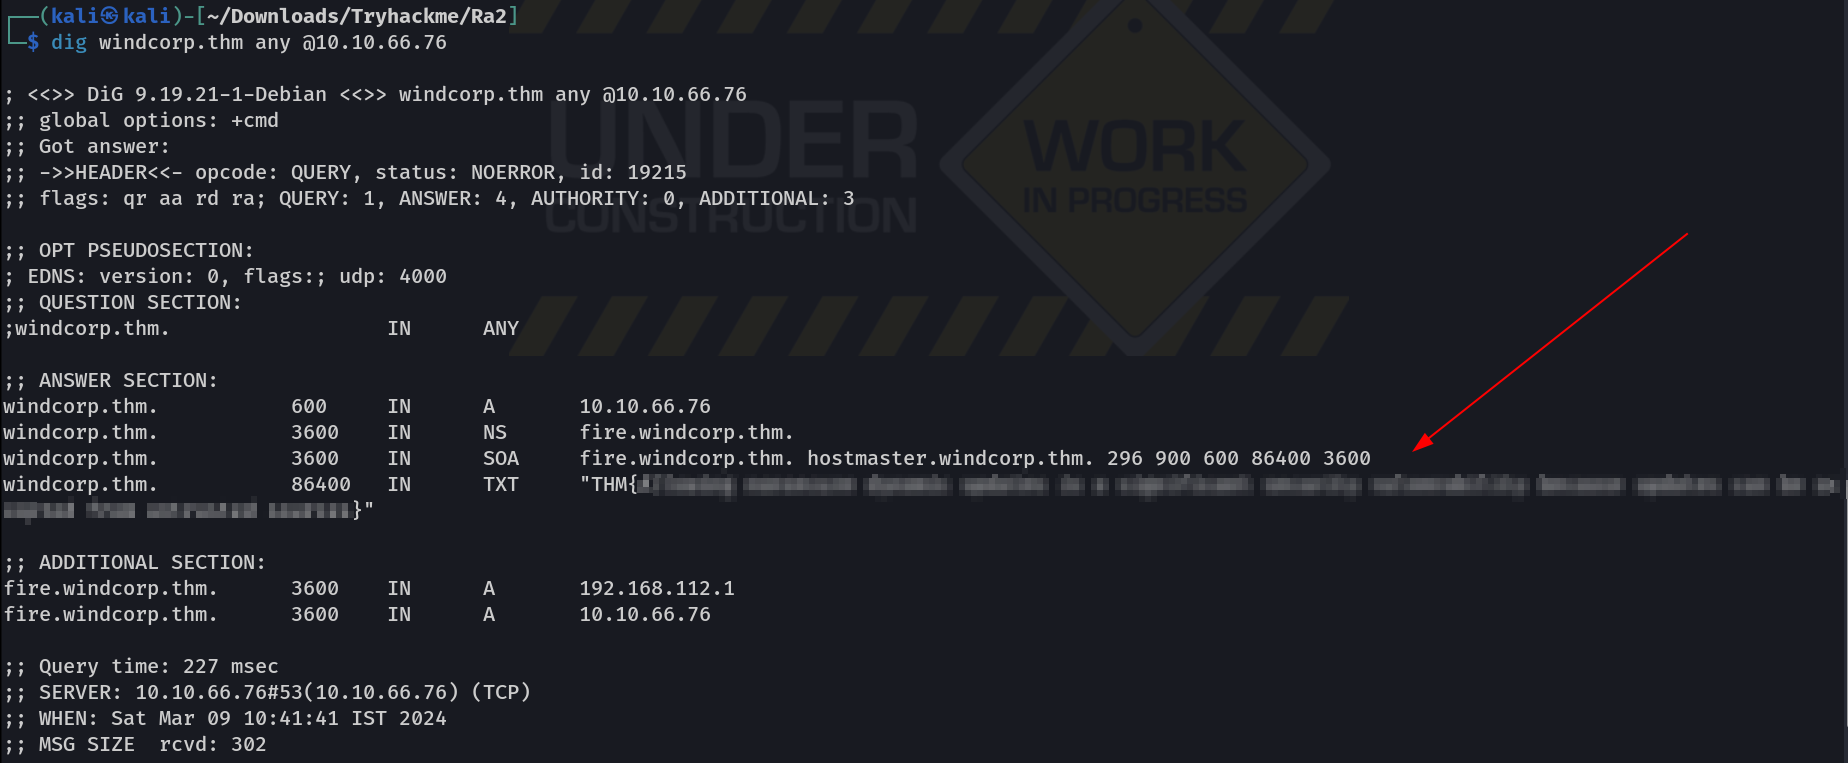 (kali㉿kali)-[~/Downloads/Tryhackme/Ra2]
$ dig windcorp.thm any @10.10.66.76
; <<>> DiG 9.19.21-1-Debian <<>> windcorp.thm any @10.10.66.76
;; global options: +cmd
;; Got answer:
;; ->>HEADER<<- opcode: QUERY, status: NOERROR, id: 19215
;; flags: qr aa rd ra; QUERY: 1, ANSWER: 4, AUTHORITY: 0, ADDITIONAL: 3
UNDER
CONSTRUCTION
WORK
IN PROGRESS
;; OPT PSEUDOSECTION:
; EDNS: version: 0, flags:; udp: 4000
;; QUESTION SECTION:
;windcorp.thm. IN ANY
;; ANSWER SECTION:
windcorp.thm. 600 IN A 10.10.66.76
windcorp.thm. 3600 IN NS fire.windcorp.thm.
windcorp.thm. 3600 IN SOA fire.windcorp.thm. hostmaster.windcorp.thm. 296 900 600 86400 3600
windcorp.thm. 86400 IN TXT "THM{
}"
;; ADDITIONAL SECTION:
fire.windcorp.thm. 3600 IN A 192.168.112.1
fire.windcorp.thm. 3600 IN A 10.10.66.76
;; Query time: 227 msec
;; SERVER: 10.10.66.76#53(10.10.66.76) (TCP)
;; WHEN: Sat Mar 09 10:41:41 IST 2024
;; MSG SIZE  rcvd: 302